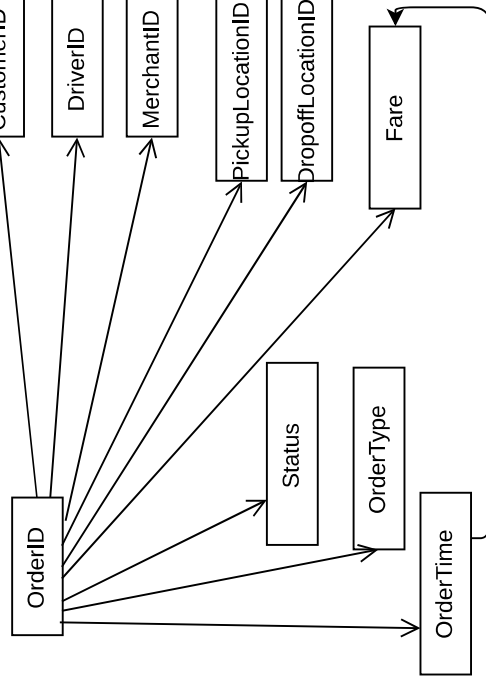 CustomerID
DriverID
MerchantID
PickupLocationID
DropoffLocationID
Fare
Status
OrderType
OrderTime
OrderID